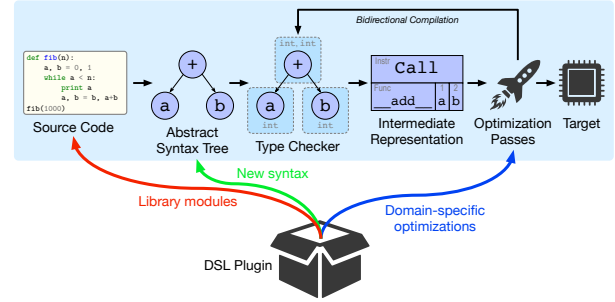 Bidirectional Compilation
def fib(n):
a, b = 0, 1
while a < n:
print a
a, b = b, a+b
fib(1000)
Source Code
+
a
b
Abstract
Syntax Tree
int,int
+
a
b
int
int
Type Checker
Instr
Call
Func
1
2
__add__
a
b
Intermediate
Representation
Optimization
Passes
Target
Library modules
New syntax
Domain-specific
optimizations
DSL Plugin